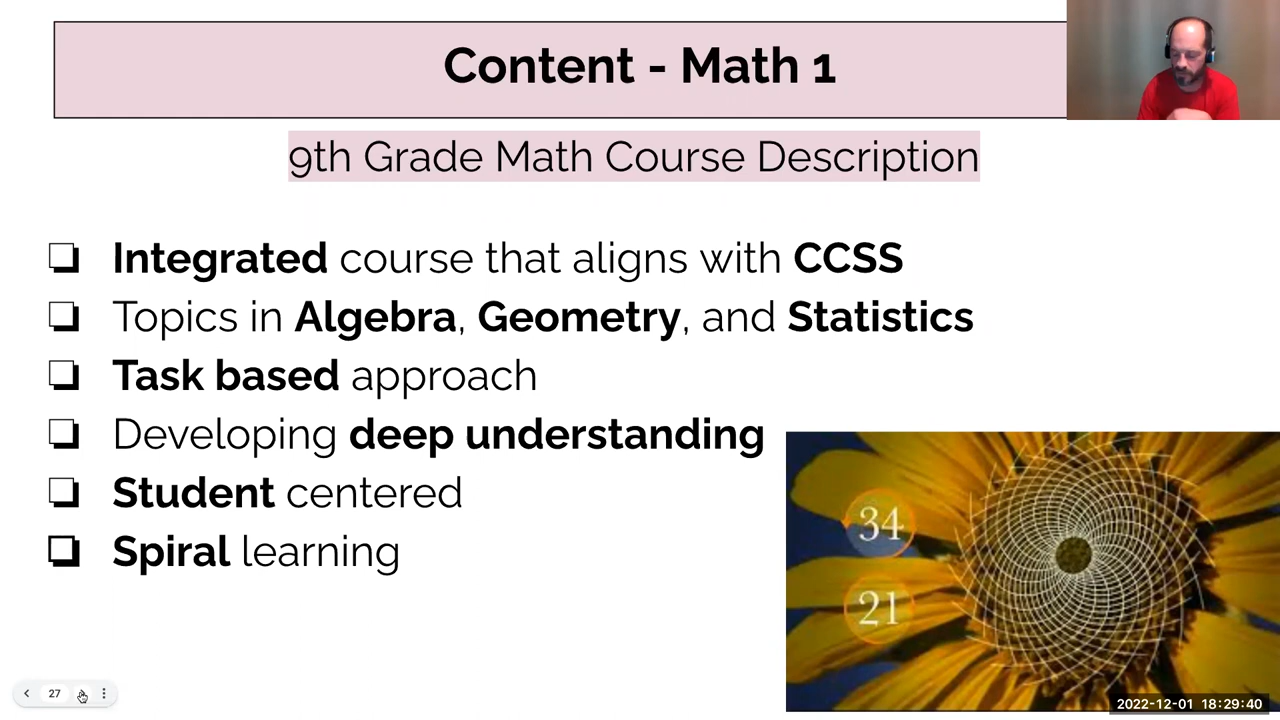 Content - Math 1
9th Grade Math Course Description
❏ Integrated course that aligns with CCSS
❏ Topics in Algebra, Geometry, and Statistics
❏ Task based approach
❏ Developing deep understanding
❏ Student centered
❏ Spiral learning
34
21
27
2022-12-01 18:29:40